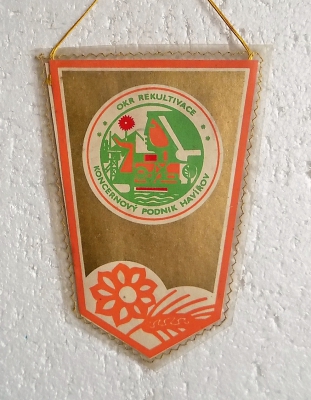 OKR REKULTIVACE
KONCERNOVÝ PODNIK HAVÍŘOV